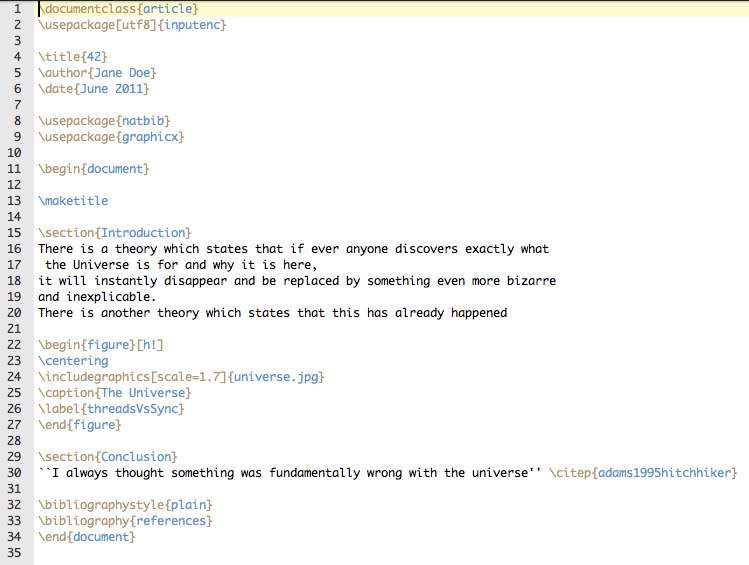 1 \documentclass{article}
2 \usepackage[utf8]{inputenc}
3
4 \title{42}
5 \author{Jane Doe}
6 \date{June 2011}
7
8 \usepackage{natbib}
9 \usepackage{graphicx}
10
11 \begin{document}
12
13 \maketitle
14
15 \section{Introduction}
16 There is a theory which states that if ever anyone discovers exactly what
17  the Universe is for and why it is here,
18 it will instantly disappear and be replaced by something even more bizarre
19 and inexplicable.
20 There is another theory which states that this has already happened
21
22 \begin{figure}[h!]
23 \centering
24 \includegraphics[scale=1.7]{universe.jpg}
25 \caption{The Universe}
26 \label{threadsVsSync}
27 \end{figure}
28
29 \section{Conclusion}
30 ``I always thought something was fundamentally wrong with the universe'' \citep{adams1995hitchhiker}
31
32 \bibliographystyle{plain}
33 \bibliography{references}
34 \end{document}
35